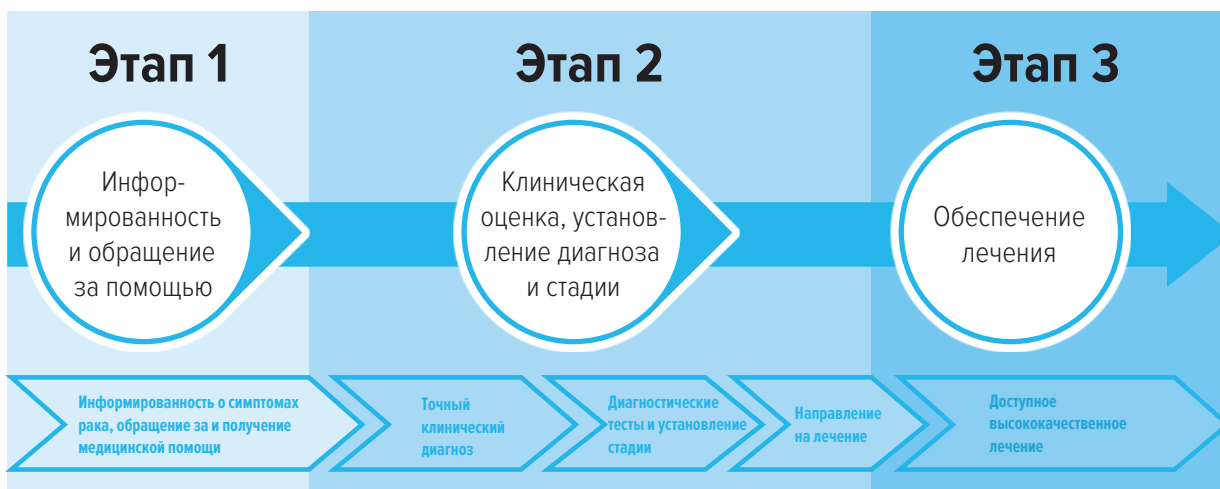 Этап 1
Этап 2
Этап 3
Инфор-
мированность
и обращение
за помощью
Клиническая
оценка, установ-
ление диагноза
и стадии
Обеспечение
лечения
Информированность о симптомах
рака, обращение за и получение
медицинской помощи
Точный
клинический
диагноз
Диагностические
тесты и установление
стадии
Направление
на лечение
Доступное
высококачественное
лечение